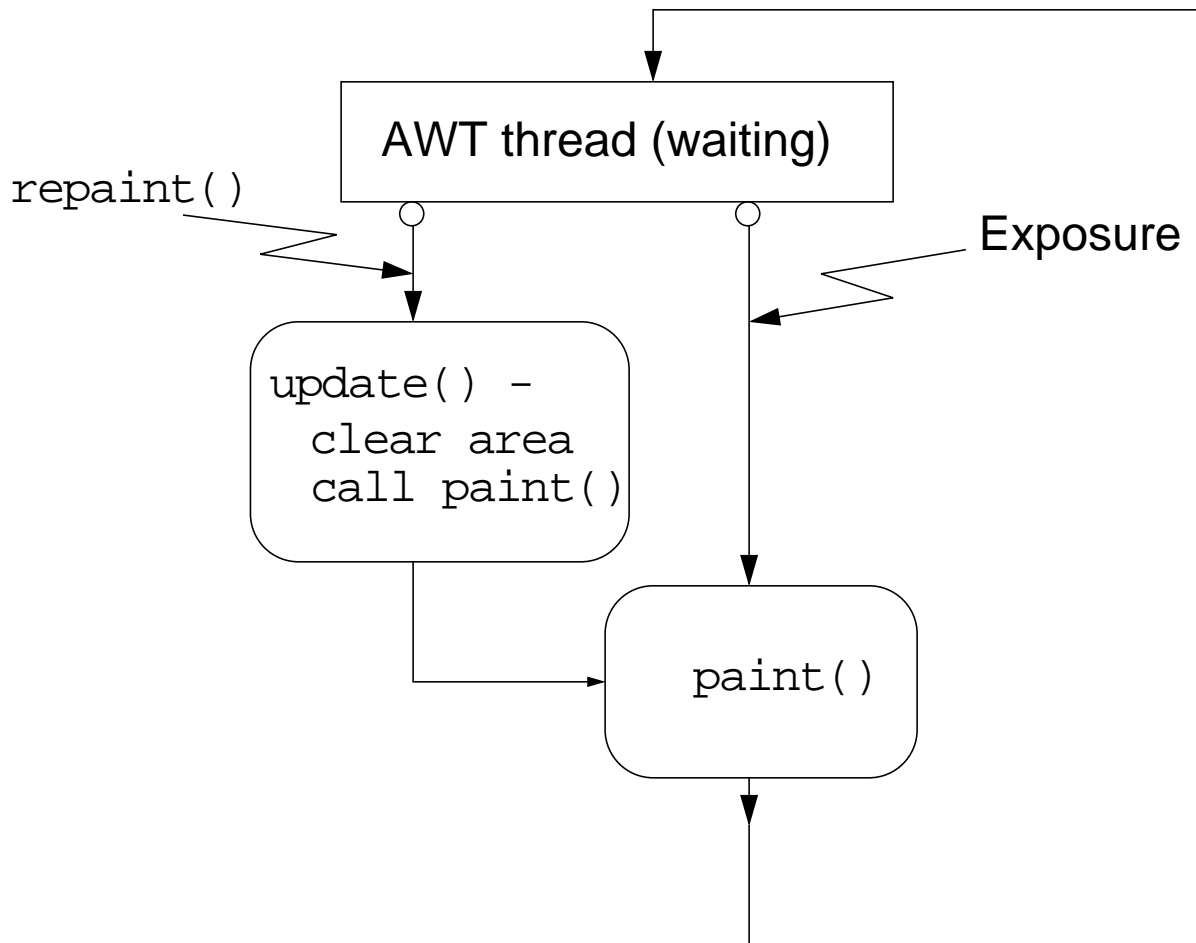 AWT thread (waiting)
repaint()
Exposure
update() -
clear area
call paint()
paint()